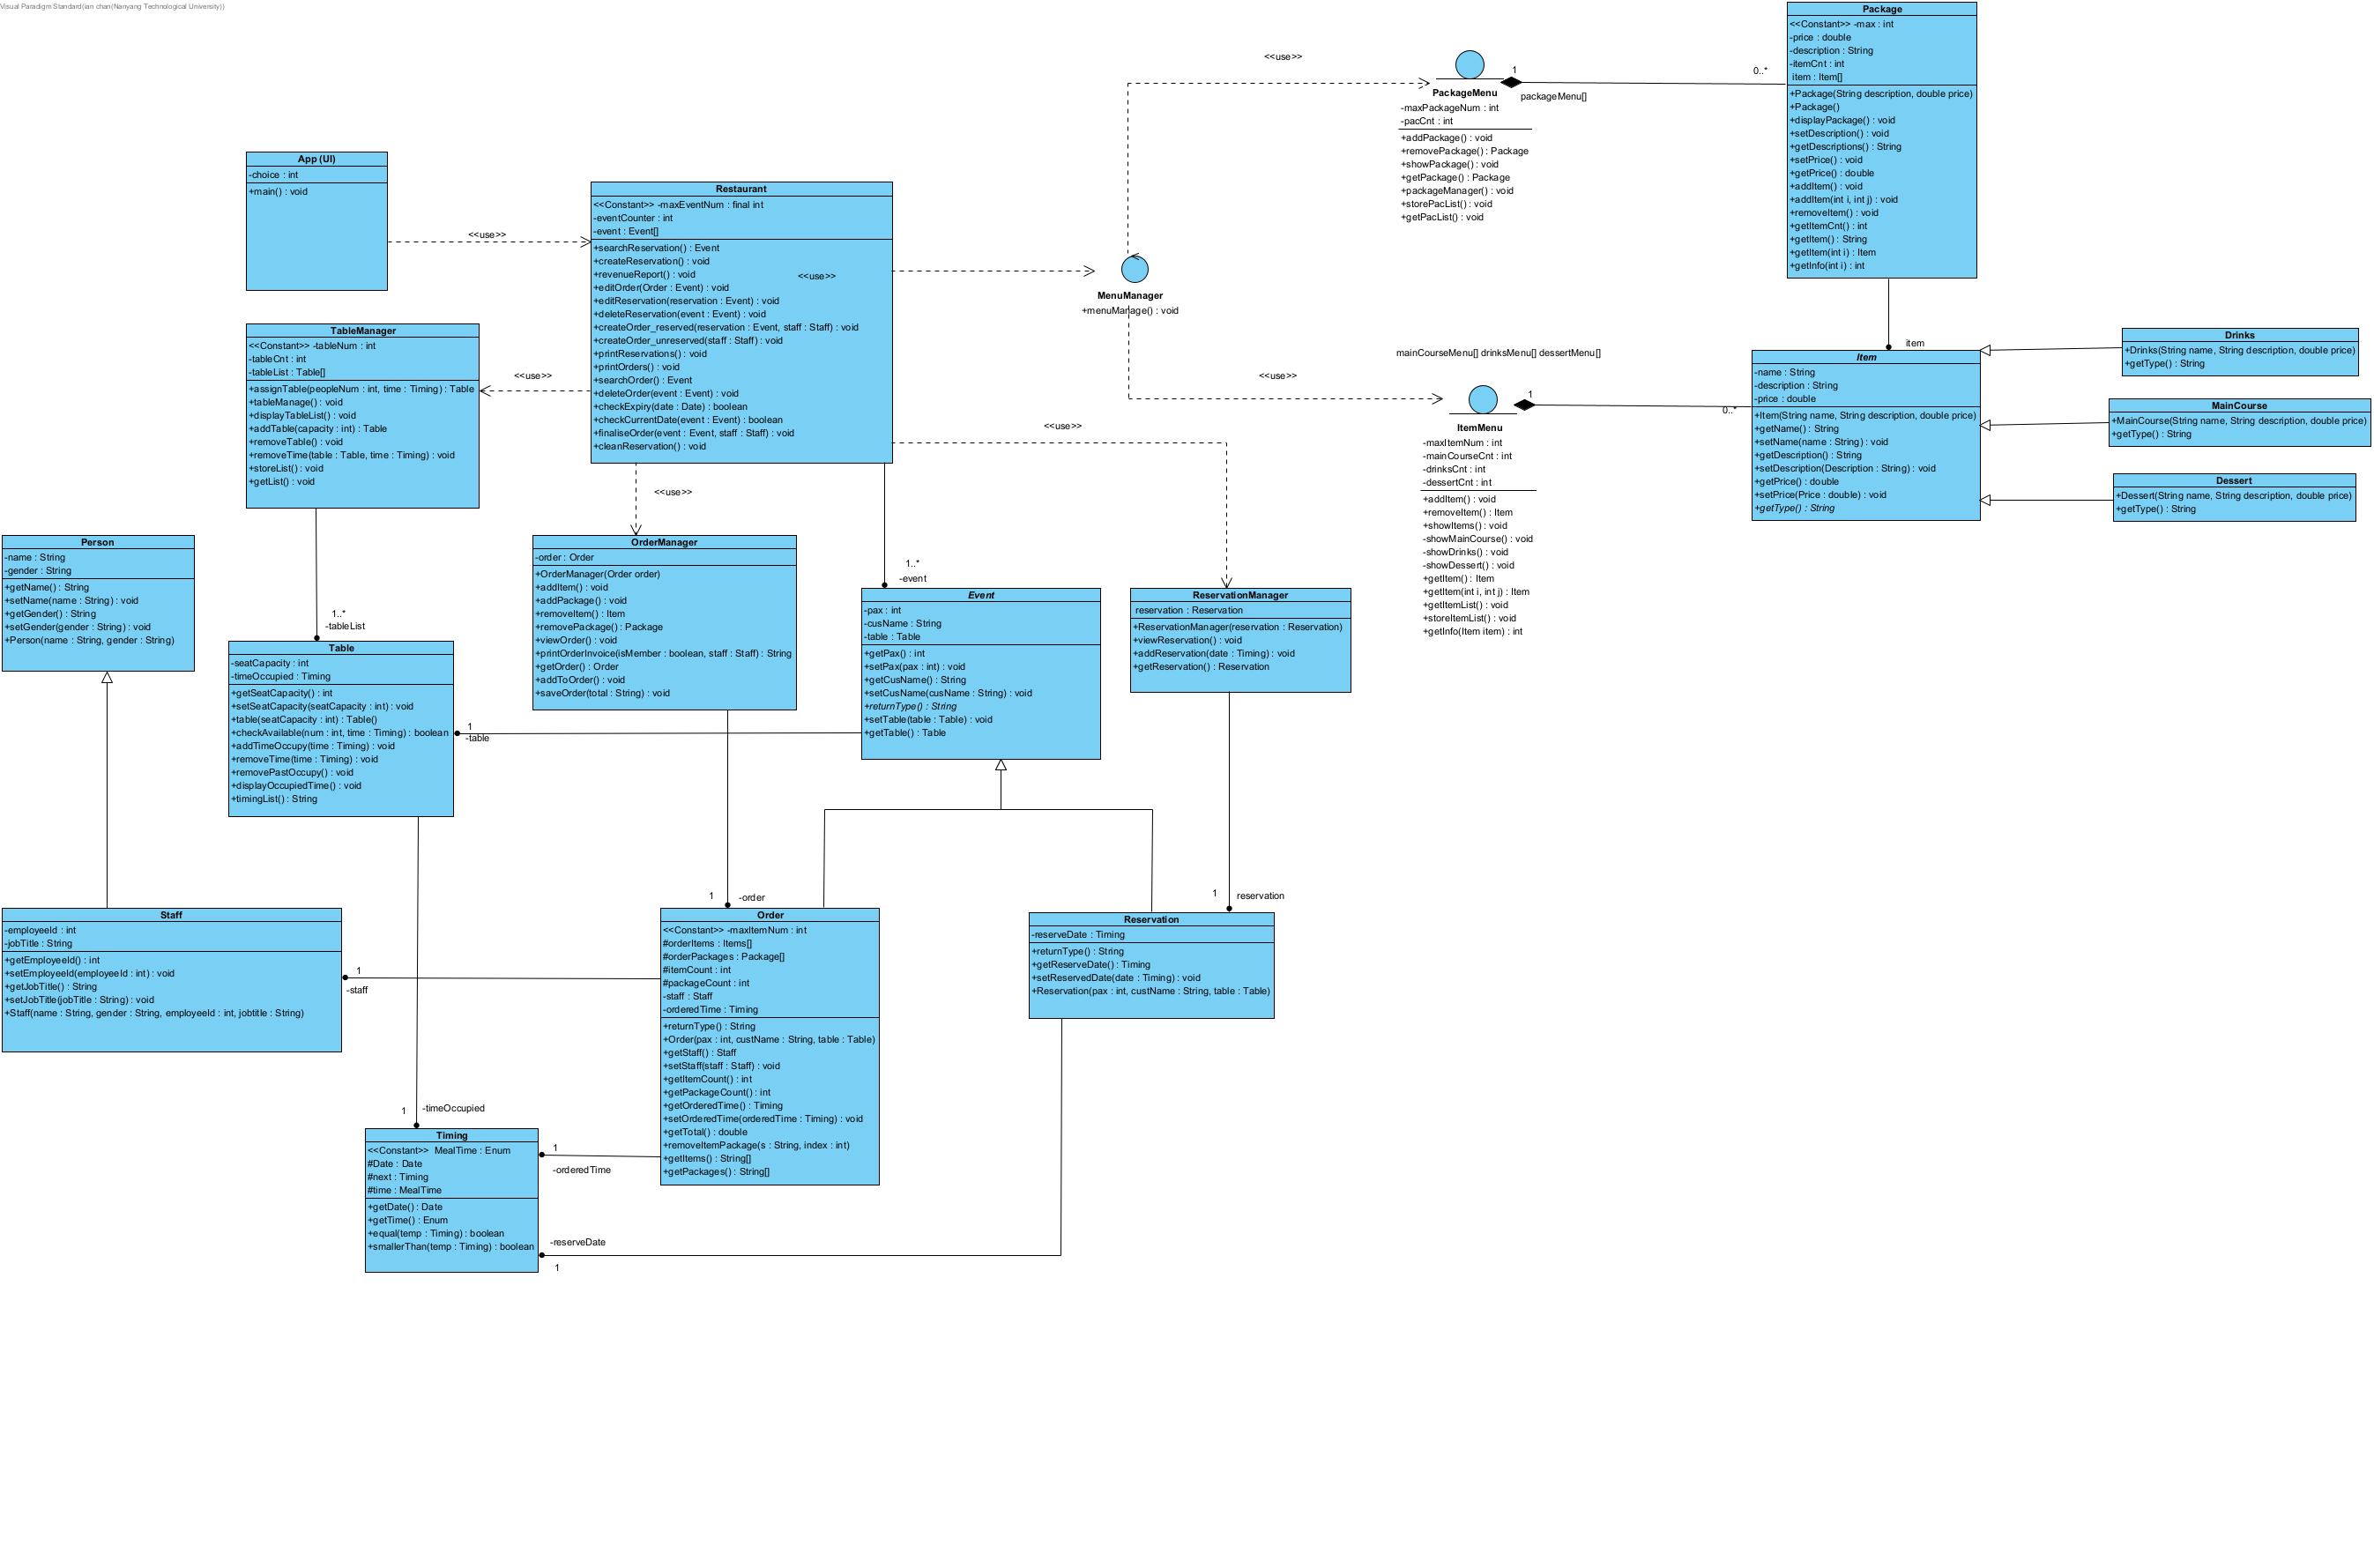 Visual Paradigm Standard(ian chan(Nanyang Technological University))
Package
<<Constant>> -max : int
-price : double
-description : String
-itemCnt : int
item : Item[]
+Package(String description, double price)
+Package()
+displayPackage() : void
+setDescription() : void
+getDescriptions() : String
+setPrice() : void
+getPrice() : double
+addItem() : void
+addItem(int i, int j) : void
+removeItem() : void
+getItemCnt() : int
+getItem() : String
+getItem(int i) : Item
+getInfo(int i) : int
<<use>>
1
0..*
packageMenu[]
PackageMenu
-maxPackageNum : int
-pacCnt : int
+addPackage() : void
+removePackage() : Package
+showPackage() : void
+getPackage() : Package
+packageManager() : void
+storePacList() : void
+getPacList() : void
App (UI)
-choice : int
+main() : void
<<use>>
Restaurant
<<Constant>> -maxEventNum : final int
-eventCounter : int
-event : Event[]
+searchReservation() : Event
+createReservation() : void
+revenueReport() : void
+editOrder(Order : Event) : void
+editReservation(reservation : Event) : void
+deleteReservation(event : Event) : void
+createOrder_reserved(reservation : Event, staff : Staff) : void
+createOrder_unreserved(staff : Staff) : void
+printReservations() : void
+printOrders() : void
+searchOrder() : Event
+deleteOrder(event : Event) : void
+checkExpiry(date : Date) : boolean
+checkCurrentDate(event : Event) : boolean
+finaliseOrder(event : Event, staff : Staff) : void
+cleanReservation() : void
<<use>>
MenuManager
+menuManage() : void
TableManager
<<Constant>> -tableNum : int
-tableCnt : int
-tableList : Table[]
+assignTable(peopleNum : int, time : Timing) : Table
+tableManage() : void
+displayTableList() : void
+addTable(capacity : int) : Table
+removeTable() : void
+removeTime(table : Table, time : Timing) : void
+storeList() : void
+getList() : void
<<use>>
mainCourseMenu[] drinksMenu[] dessertMenu[]
<<use>>
1
0..*
ItemMenu
-maxItemNum : int
-mainCourseCnt : int
-drinksCnt : int
-dessertCnt : int
+addItem() : void
+removeItem() : Item
+showItems() : void
-showMainCourse() : void
-showDrinks() : void
-showDessert() : void
+getItem() : Item
+getItem(int i, int j) : Item
+getItemList() : void
+storeItemList() : void
+getInfo(Item item) : int
item
Item
-name : String
-description : String
-price : double
+Item(String name, String description, double price)
+getName() : String
+setName(name : String) : void
+getDescription() : String
+setDescription(Description : String) : void
+getPrice() : double
+setPrice(Price : double) : void
+getType() : String
Drinks
+Drinks(String name, String description, double price)
+getType() : String
MainCourse
+MainCourse(String name, String description, double price)
+getType() : String
Dessert
+Dessert(String name, String description, double price)
+getType() : String
<<use>>
<<use>>
Person
-name : String
-gender : String
+getName() : String
+setName(name : String) : void
+getGender() : String
+setGender(gender : String) : void
+Person(name : String, gender : String)
1..*
-tableList
OrderManager
-order : Order
+OrderManager(Order order)
+addItem() : void
+addPackage() : void
+removeItem() : Item
+removePackage() : Package
+viewOrder() : void
+printOrderInvoice(isMember : boolean, staff : Staff) : String
+getOrder() : Order
+addToOrder() : void
+saveOrder(total : String) : void
1..*
-event
Event
-pax : int
-cusName : String
-table : Table
+getPax() : int
+setPax(pax : int) : void
+getCusName() : String
+setCusName(cusName : String) : void
+returnType() : String
+setTable(table : Table) : void
+getTable() : Table
ReservationManager
reservation : Reservation
+ReservationManager(reservation : Reservation)
+viewReservation() : void
+addReservation(date : Timing) : void
+getReservation() : Reservation
Table
-seatCapacity : int
-timeOccupied : Timing
+getSeatCapacity() : int
+setSeatCapacity(seatCapacity : int) : void
+table(seatCapacity : int) : Table()
+checkAvailable(num : int, time : Timing) : boolean
+addTimeOccupy(time : Timing) : void
+removeTime(time : Timing) : void
+removePastOccupy() : void
+displayOccupiedTime() : void
+timingList() : String
1
-table
1
-order
1
reservation
Staff
-employeeId : int
-jobTitle : String
+getEmployeeId() : int
+setEmployeeId(employeeId : int) : void
+getJobTitle() : String
+setJobTitle(jobTitle : String) : void
+Staff(name : String, gender : String, employeeId : int, jobtitle : String)
1
-staff
Order
<<Constant>> -maxItemNum : int
#orderItems : Items[]
#orderPackages : Package[]
#itemCount : int
#packageCount : int
-staff : Staff
-orderedTime : Timing
+returnType() : String
+Order(pax : int, custName : String, table : Table)
+getStaff() : Staff
+setStaff(staff : Staff) : void
+getItemCount() : int
+getPackageCount() : int
+getOrderedTime() : Timing
+setOrderedTime(orderedTime : Timing) : void
+getTotal() : double
+removeItemPackage(s : String, index : int)
+getItems() : String[]
+getPackages() : String[]
Reservation
-reserveDate : Timing
+returnType() : String
+getReserveDate() : Timing
+setReservedDate(date : Timing) : void
+Reservation(pax : int, custName : String, table : Table)
1
-timeOccupied
Timing
<<Constant>> MealTime : Enum
#Date : Date
#next : Timing
#time : MealTime
+getDate() : Date
+getTime() : Enum
+equal(temp : Timing) : boolean
+smallerThan(temp : Timing) : boolean
1
-orderedTime
-reserveDate
1